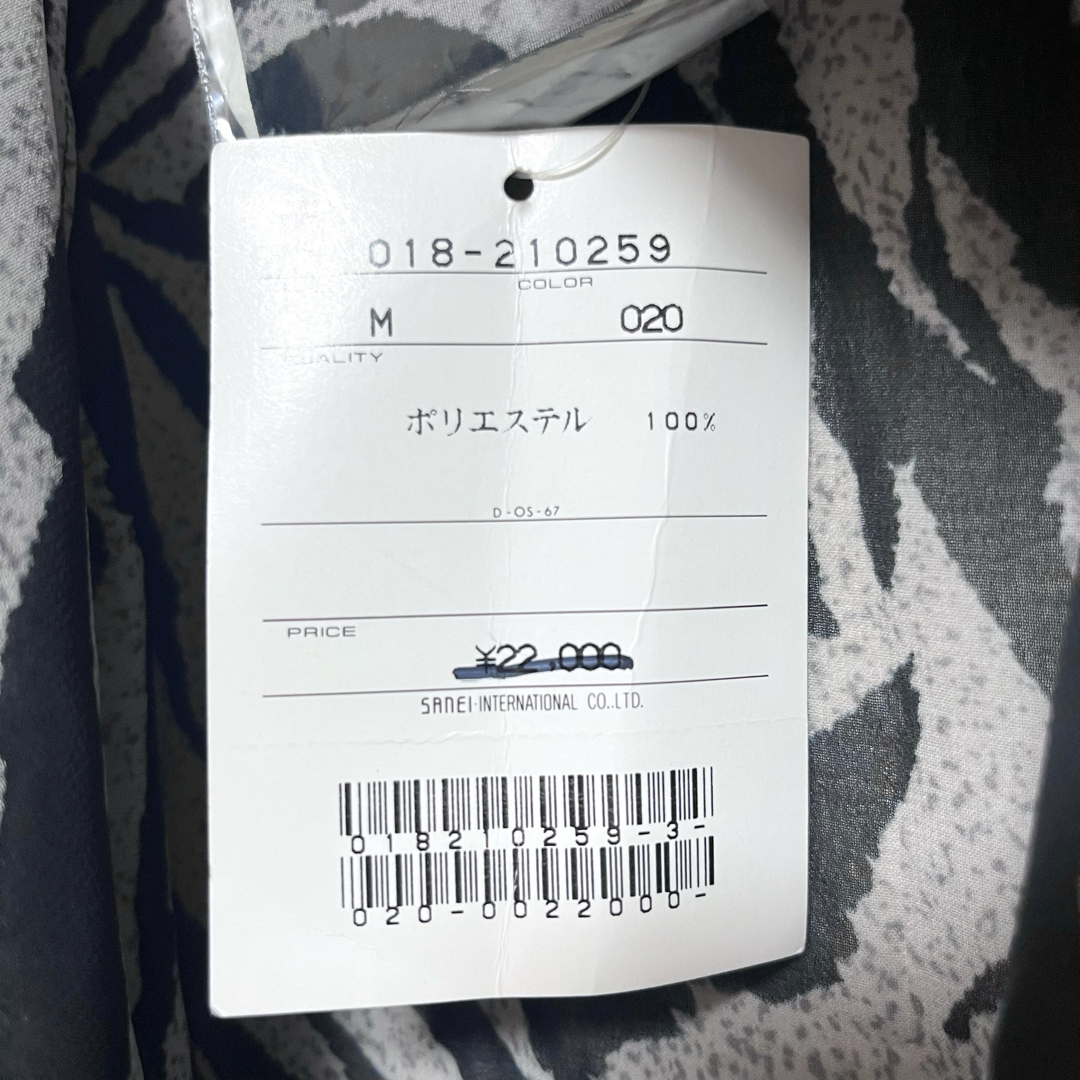 018-210259
COLOR
M 020
QUALITY
ポリエステル 100%
D-OS-67
PRICE
¥22,000
SANEI·INTERNATIONAL CO.,LTD.
018210259-3-
020-0022000-